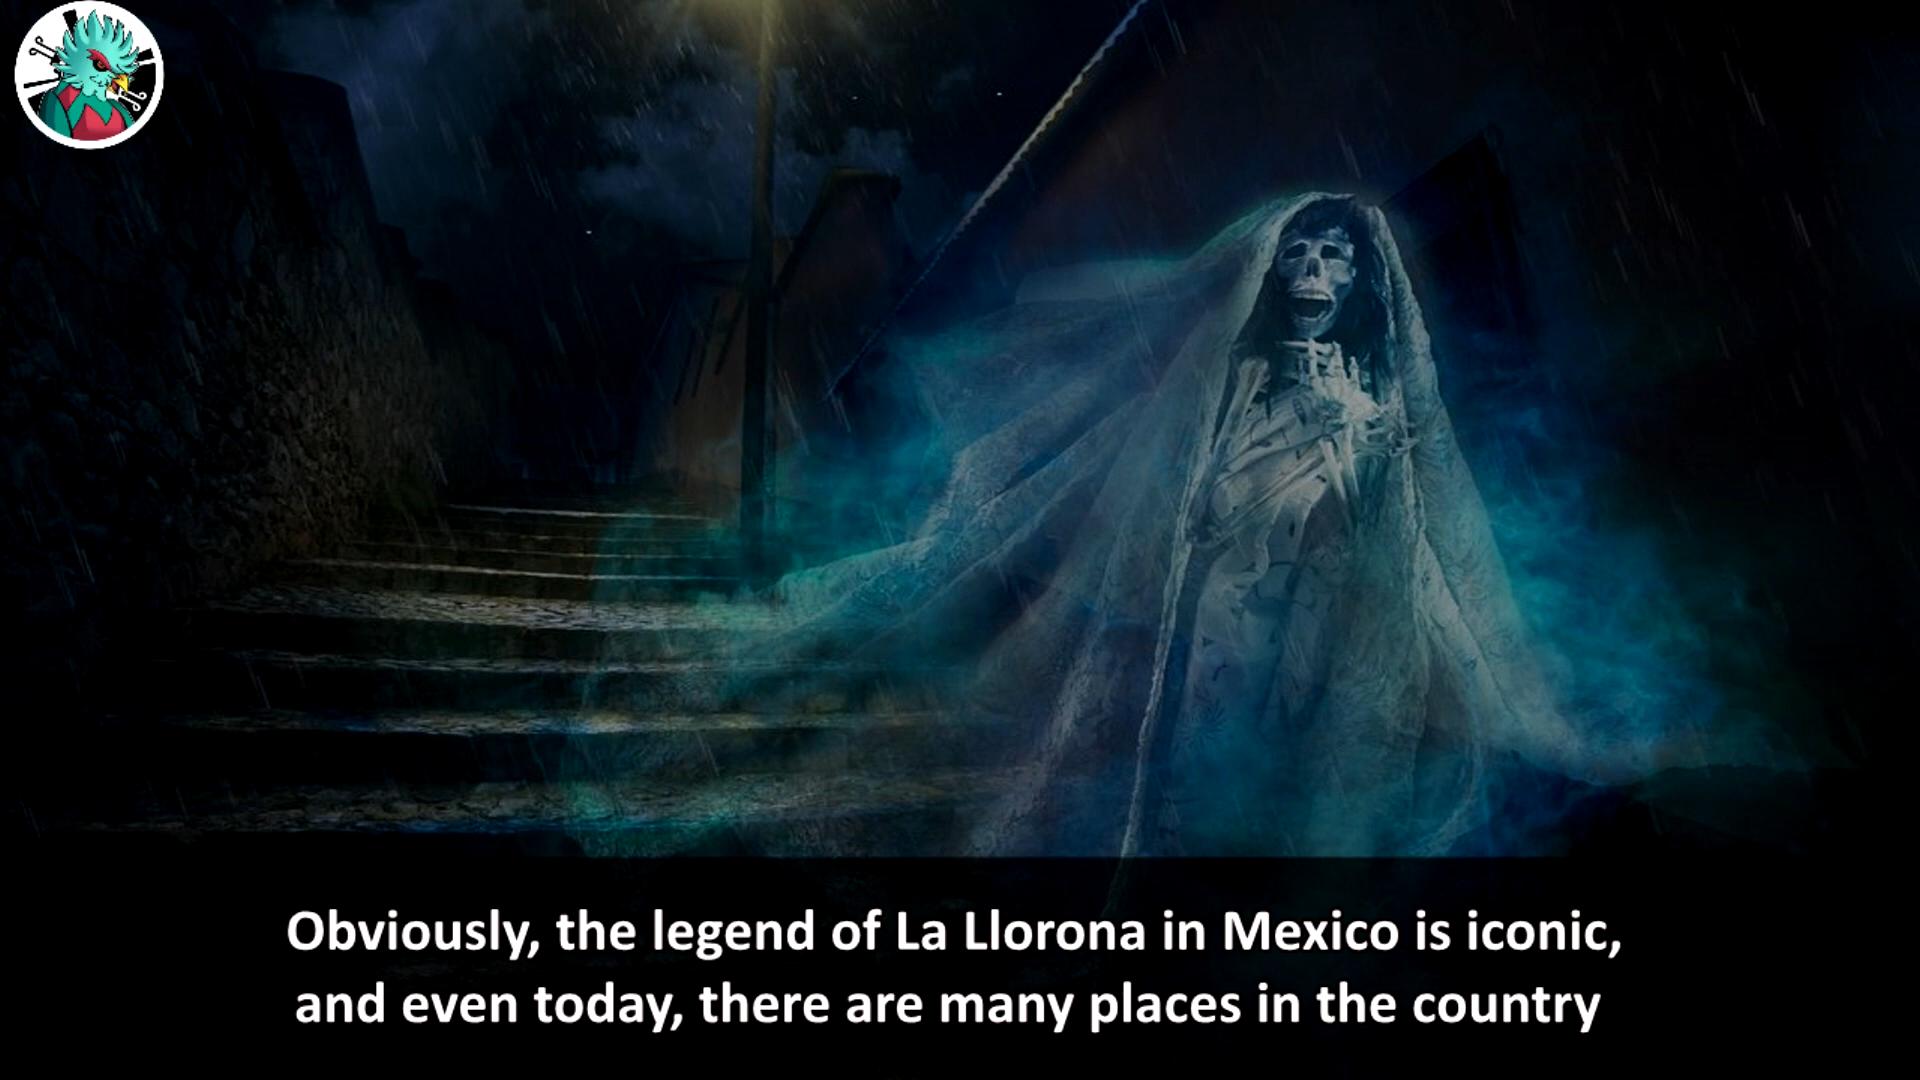 Obviously, the legend of La Llorona in Mexico is iconic,
and even today, there are many places in the country